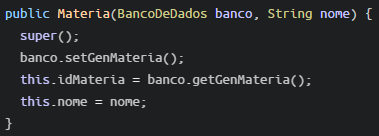 public Materia(BancoDeDados banco, String nome) {
super();
banco.setGenMateria();
this.idMateria = banco.getGenMateria();
this.nome = nome;
}